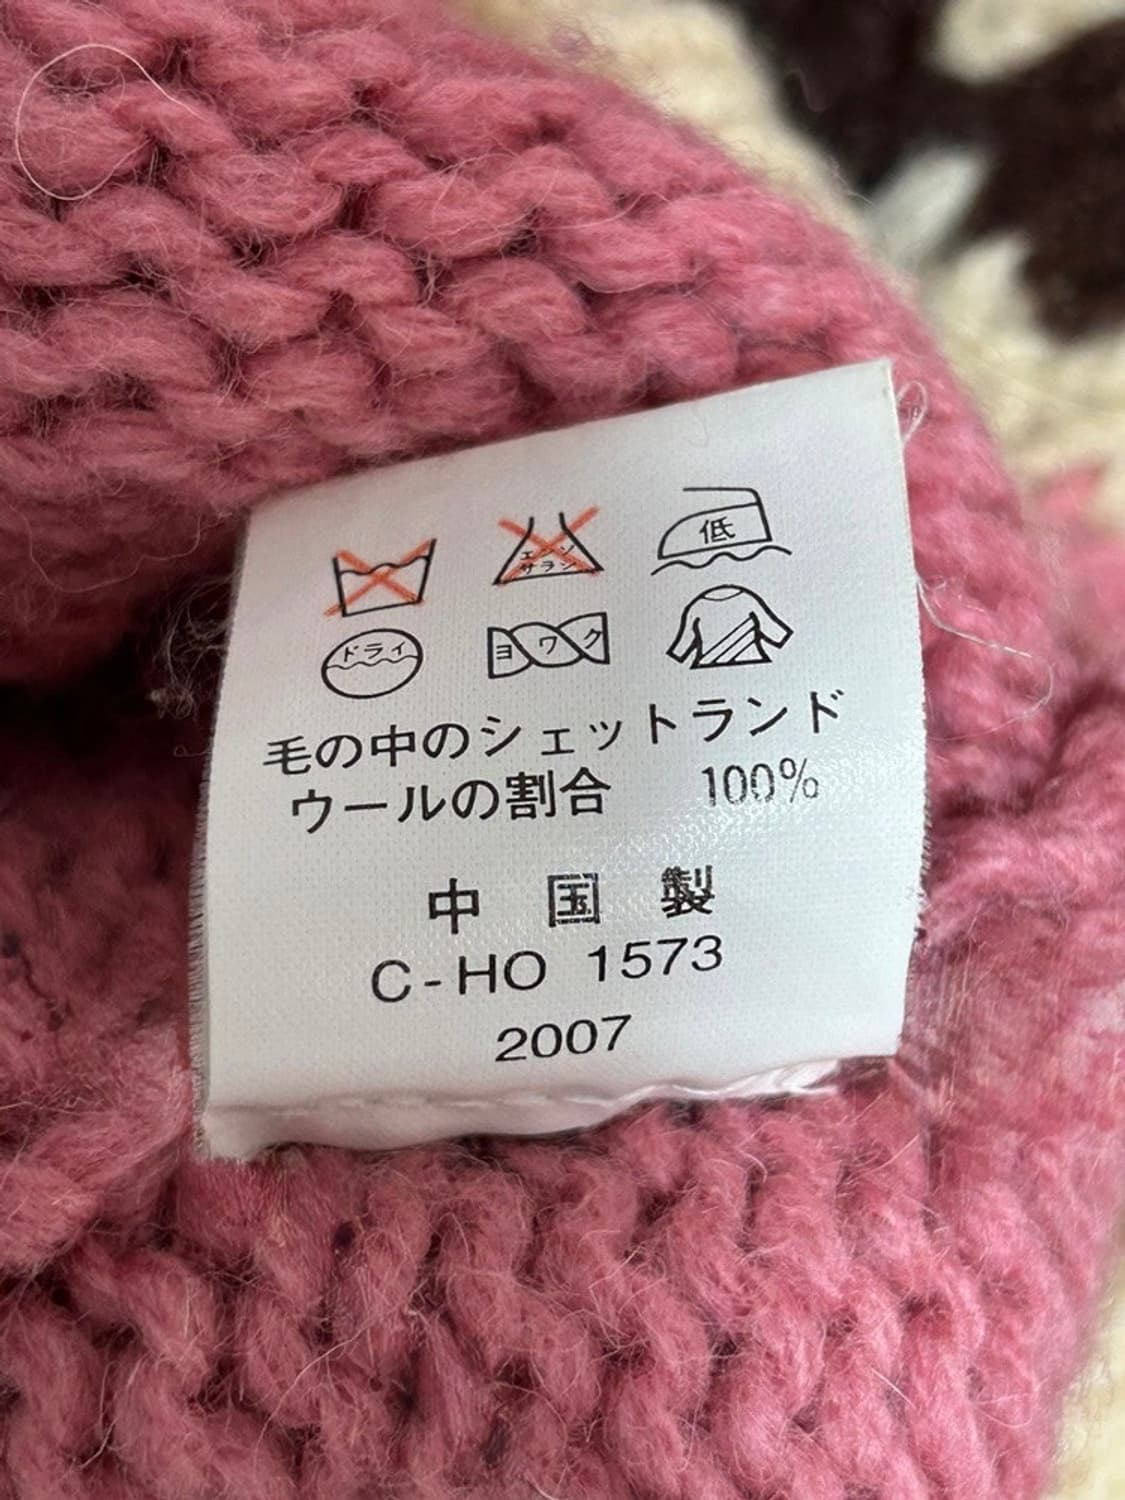 エンソ
サラシ
低
ドライ
ヨワク
毛の中のシェットランド
ウールの割合 100%
中国製
C-HO 1573
2007